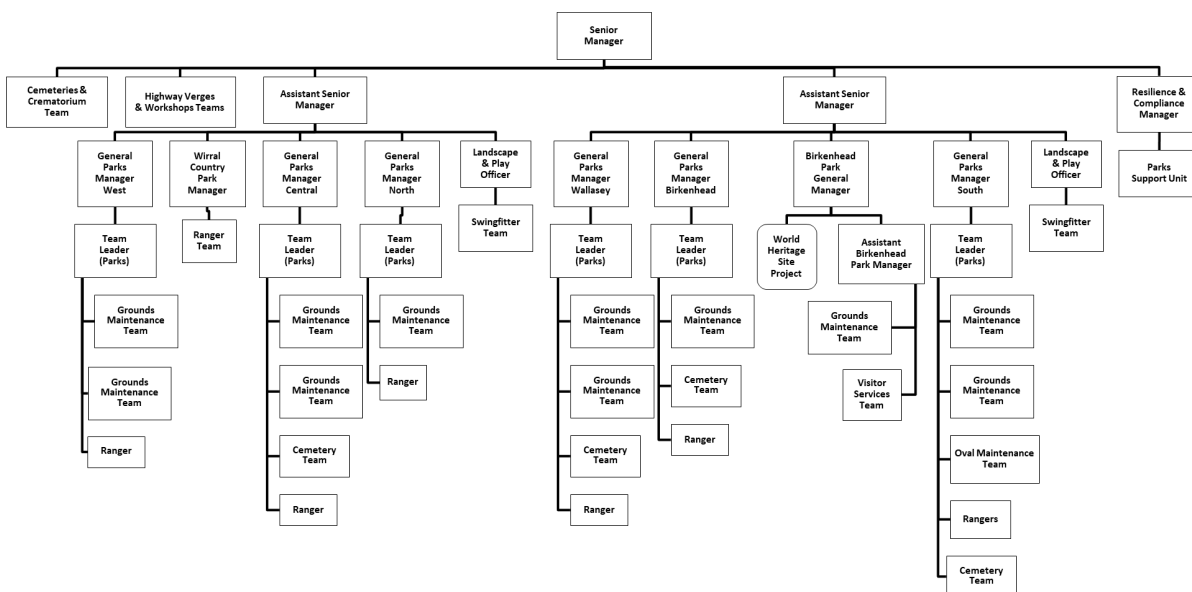 Senior
Manager
Cemeteries &
Crematorium
Team
Highway Verges
& Workshops Teams
Assistant Senior
Manager
Assistant Senior
Manager
Resilience &
Compliance
Manager
General
Parks
Manager
West
Wirral
Country
Park
Manager
General
Parks
Manager
Central
General
Parks
Manager
North
Landscape
& Play
Officer
General
Parks
Manager
Wallasey
General
Parks
Manager
Birkenhead
Birkenhead
Park
General
Manager
General
Parks
Manager
South
Landscape
& Play
Officer
Parks
Support Unit
Team
Leader
(Parks)
Ranger
Team
Team
Leader
(Parks)
Team
Leader
(Parks)
Swingfitter
Team
Team
Leader
(Parks)
Team
Leader
(Parks)
World
Heritage
Site
Project
Assistant
Birkenhead
Park Manager
Team
Leader
(Parks)
Swingfitter
Team
Grounds
Maintenance
Team
Grounds
Maintenance
Team
Grounds
Maintenance
Team
Grounds
Maintenance
Team
Grounds
Maintenance
Team
Grounds
Maintenance
Team
Grounds
Maintenance
Team
Grounds
Maintenance
Team
Grounds
Maintenance
Team
Ranger
Grounds
Maintenance
Team
Cemetery
Team
Visitor
Services
Team
Grounds
Maintenance
Team
Ranger
Cemetery
Team
Cemetery
Team
Ranger
Oval Maintenance
Team
Ranger
Ranger
Rangers
Cemetery
Team